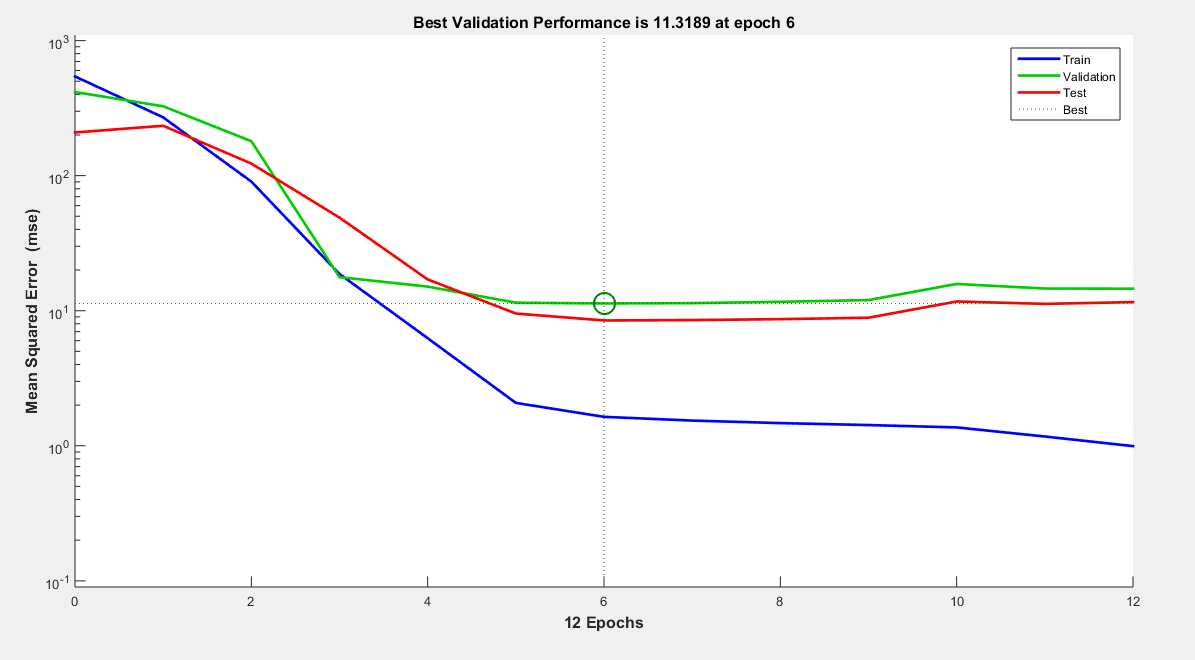 Best Validation Performance is 11.3189 at epoch 6
Train
Validation
Test
Best
10^3
10^2
10^1
10^0
10^-1
Mean Squared Error (mse)
0 2 4 6 8 10 12
12 Epochs